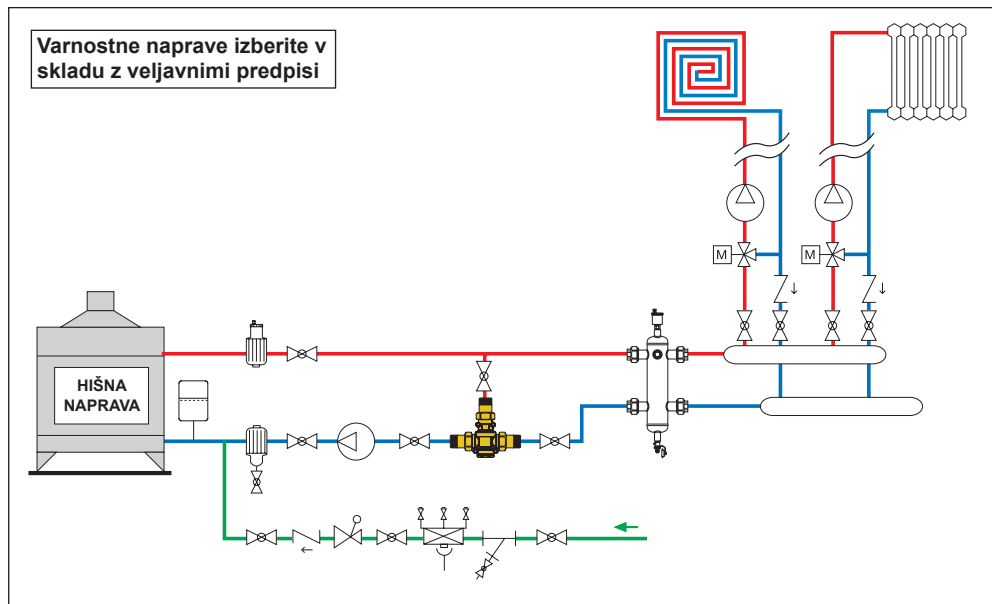 Varnostne naprave izberite v
skladu z veljavnimi predpisi
M
M
HIŠNA
NAPRAVA